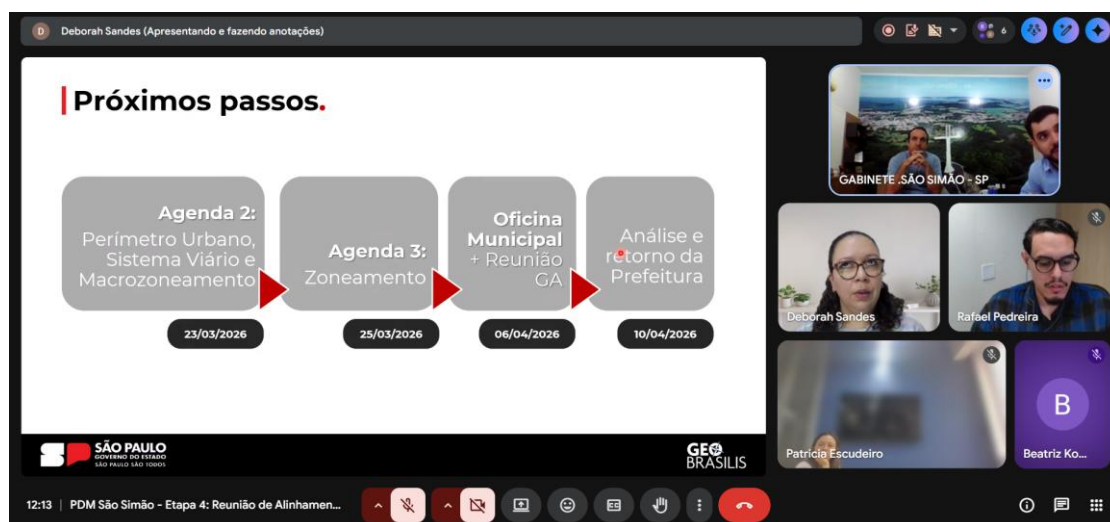 D
Deborah Sandes (Apresentando e fazendo anotações)
6
Próximos passos.
Agenda 2:
Perímetro Urbano,
Sistema Viário e
Macrozoneamento
23/03/2026
Agenda 3:
Zoneamento
25/03/2026
Oficina
Municipal
+ Reunião
GA
06/04/2026
Análise e
retorno da
Prefeitura
10/04/2026
SÃO PAULO
GOVERNO DO ESTADO
SÃO PAULO SÃO TODOS
GEO
BRASILIS
GABINETE .SÃO SIMÃO - SP
Deborah Sandes
Rafael Pedreira
Patricia Escudeiro
B
Beatriz Ko...
12:13 | PDM São Simão - Etapa 4: Reunião de Alinhamen...